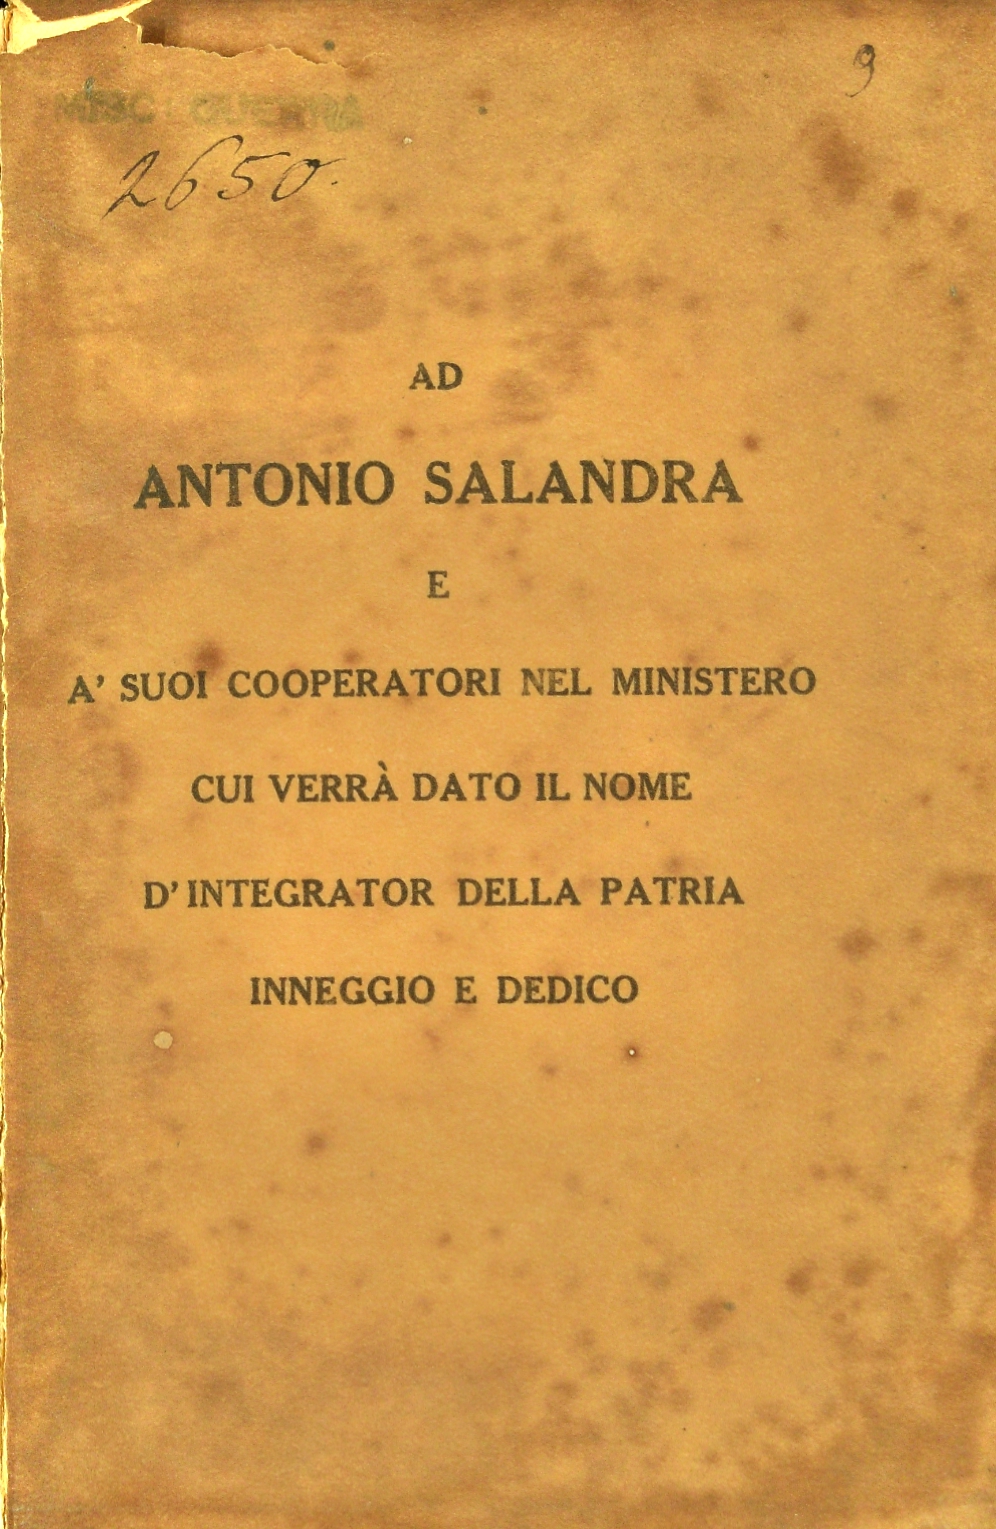 9
2650.
AD
ANTONIO SALANDRA
E
A' SUOI COOPERATORI NEL MINISTERO
CUI VERRÀ DATO IL NOME
D'INTEGRATOR DELLA PATRIA
INNEGGIO E DEDICO